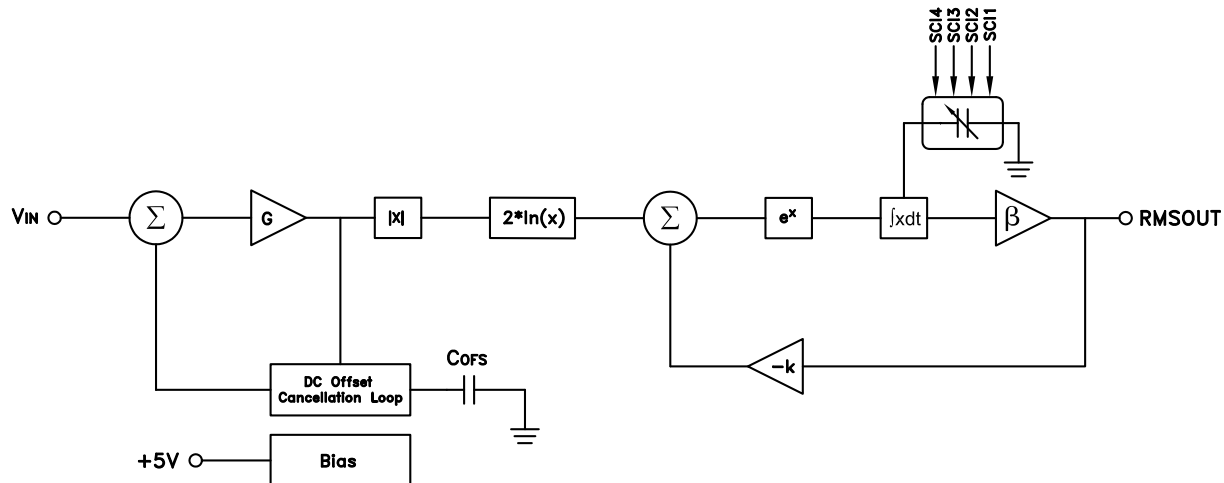 SCI4
SCI3
SCI2
SCI1
VIN
Σ
G
|x|
2*ln(x)
Σ
e^x
∫xdt
β
RMSOUT
-k
COFS
DC Offset
Cancellation Loop
+5V
Bias